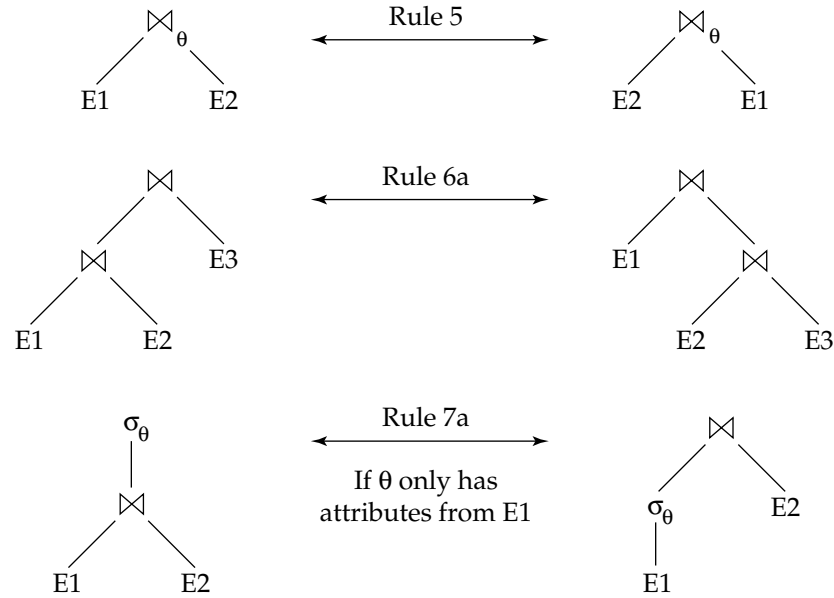 ⋈θ Rule 5 ⋈θ
E1 E2 E2 E1
⋈ Rule 6a ⋈
⋈ E3 E1 ⋈
E1 E2 E2 E3
σθ Rule 7a ⋈
If θ only has
⋈ attributes from E1 σθ E2
E1 E2 E1